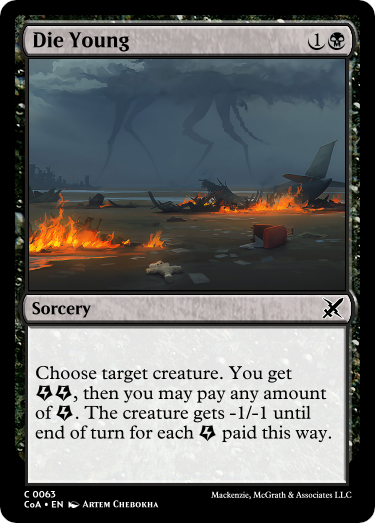 Die Young 1
Sorcery
Choose target creature. You get
, then you may pay any amount
of . The creature gets -1/-1 until
end of turn for each paid this way.
C 0063
CoA • EN Artem Chebokha
Mackenzie, McGrath & Associates LLC